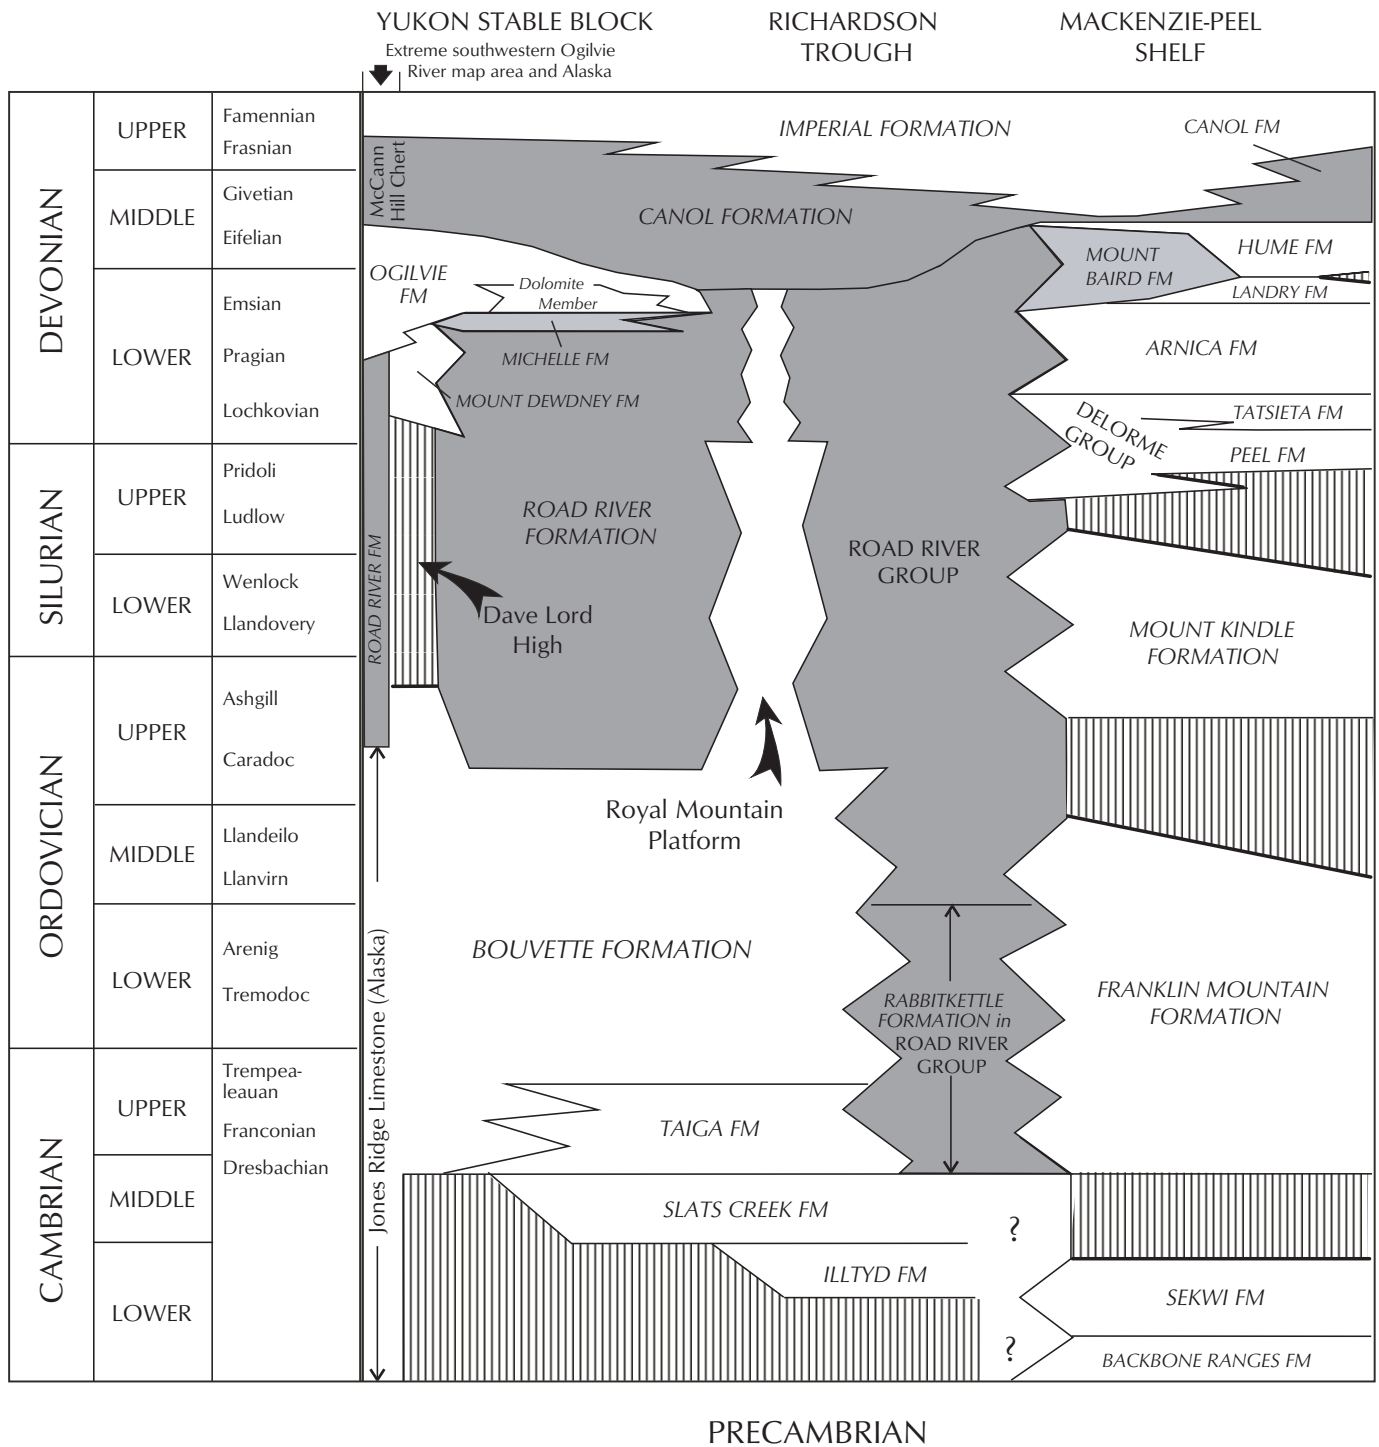 YUKON STABLE BLOCK
Extreme southwestern Ogilvie
River map area and Alaska
RICHARDSON
TROUGH
MACKENZIE-PEEL
SHELF
DEVONIAN
UPPER
Famennian
Frasnian
MIDDLE
Givetian
Eifelian
LOWER
Emsian
Pragian
Lochkovian
SILURIAN
UPPER
Pridoli
Ludlow
LOWER
Wenlock
Llandovery
ORDOVICIAN
UPPER
Ashgill
Caradoc
MIDDLE
Llandeilo
Llanvirn
LOWER
Arenig
Tremodoc
CAMBRIAN
UPPER
Trempea-
leauan
Franconian
Dresbachian
MIDDLE
LOWER
IMPERIAL FORMATION
CANOL FM
McCann
Hill Chert
CANOL FORMATION
OGILVIE
FM
Dolomite
Member
MICHELLE FM
MOUNT DEWDNEY FM
MOUNT
BAIRD FM
HUME FM
LANDRY FM
ARNICA FM
DELORME
GROUP
TATSIETA FM
PEEL FM
ROAD RIVER FM
ROAD RIVER
FORMATION
Dave Lord
High
ROAD RIVER
GROUP
MOUNT KINDLE
FORMATION
Royal Mountain
Platform
Jones Ridge Limestone (Alaska)
BOUVETTE FORMATION
RABBITKETTLE
FORMATION in
ROAD RIVER
GROUP
FRANKLIN MOUNTAIN
FORMATION
TAIGA FM
SLATS CREEK FM
?
ILLTYD FM
SEKWI FM
?
BACKBONE RANGES FM
PRECAMBRIAN